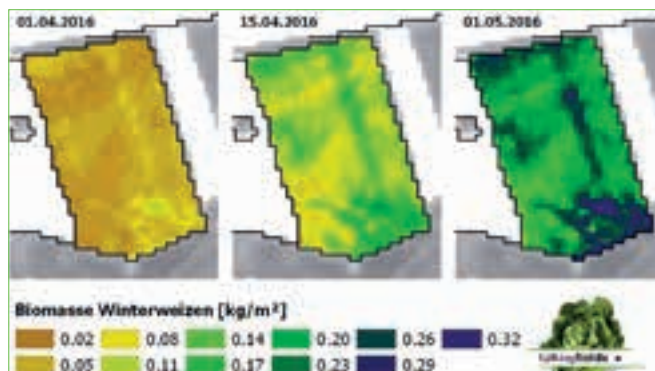 01.04.2016 15.04.2016 01.05.2016
Biomasse Winterweizen [kg/m²]
0.02 0.08 0.14 0.20 0.26 0.32
0.05 0.11 0.17 0.23 0.29
talkingfields